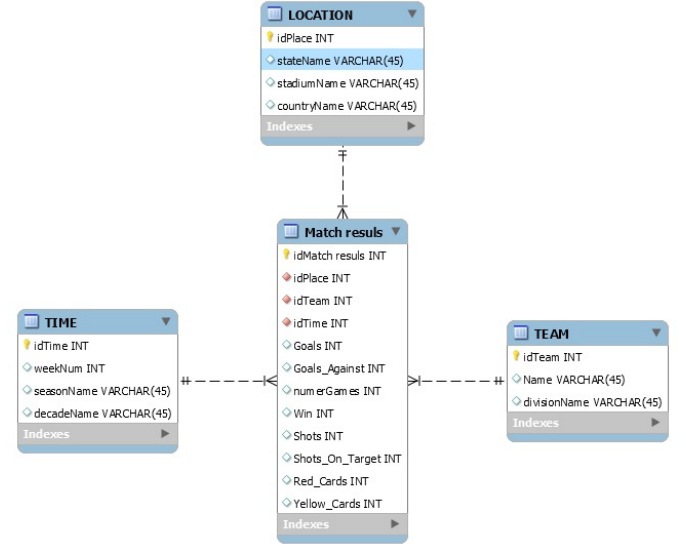 LOCATION
idPlace INT
stateName VARCHAR(45)
stadiumName VARCHAR(45)
countryName VARCHAR(45)
Indexes
Match resuls
idMatch resuls INT
idPlace INT
idTeam INT
idTime INT
Goals INT
Goals_Against INT
numerGames INT
Win INT
Shots INT
Shots_On_Target INT
Red_Cards INT
Yellow_Cards INT
Indexes
TIME
idTime INT
weekNum INT
seasonName VARCHAR(45)
decadeName VARCHAR(45)
Indexes
TEAM
idTeam INT
Name VARCHAR(45)
divisionName VARCHAR(45)
Indexes